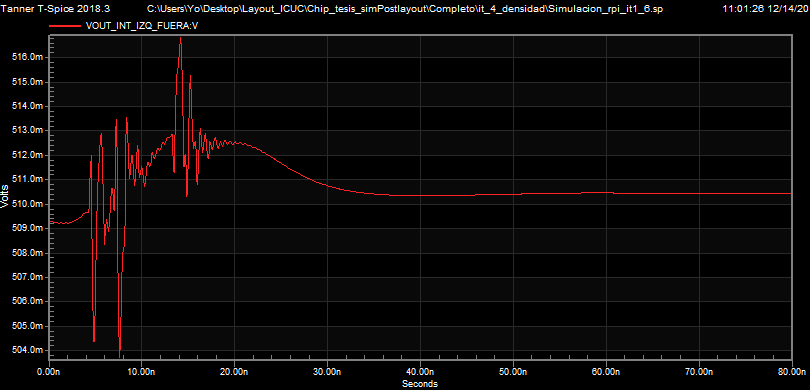 Tanner T-Spice 2018.3 C:\Users\Yo\Desktop\Layout_ICUC\Chip_tesis_simPostlayout\Completo\it_4_densidad\Simulacion_rpi_it1_6.sp 11:01:26 12/14/20
VOUT_INT_IZQ_FUERA:V
516.0m
515.0m
514.0m
513.0m
512.0m
511.0m
510.0m
509.0m
508.0m
507.0m
506.0m
505.0m
504.0m
Volts
0.00n 10.00n 20.00n 30.00n 40.00n 50.00n 60.00n 70.00n 80.00n
Seconds